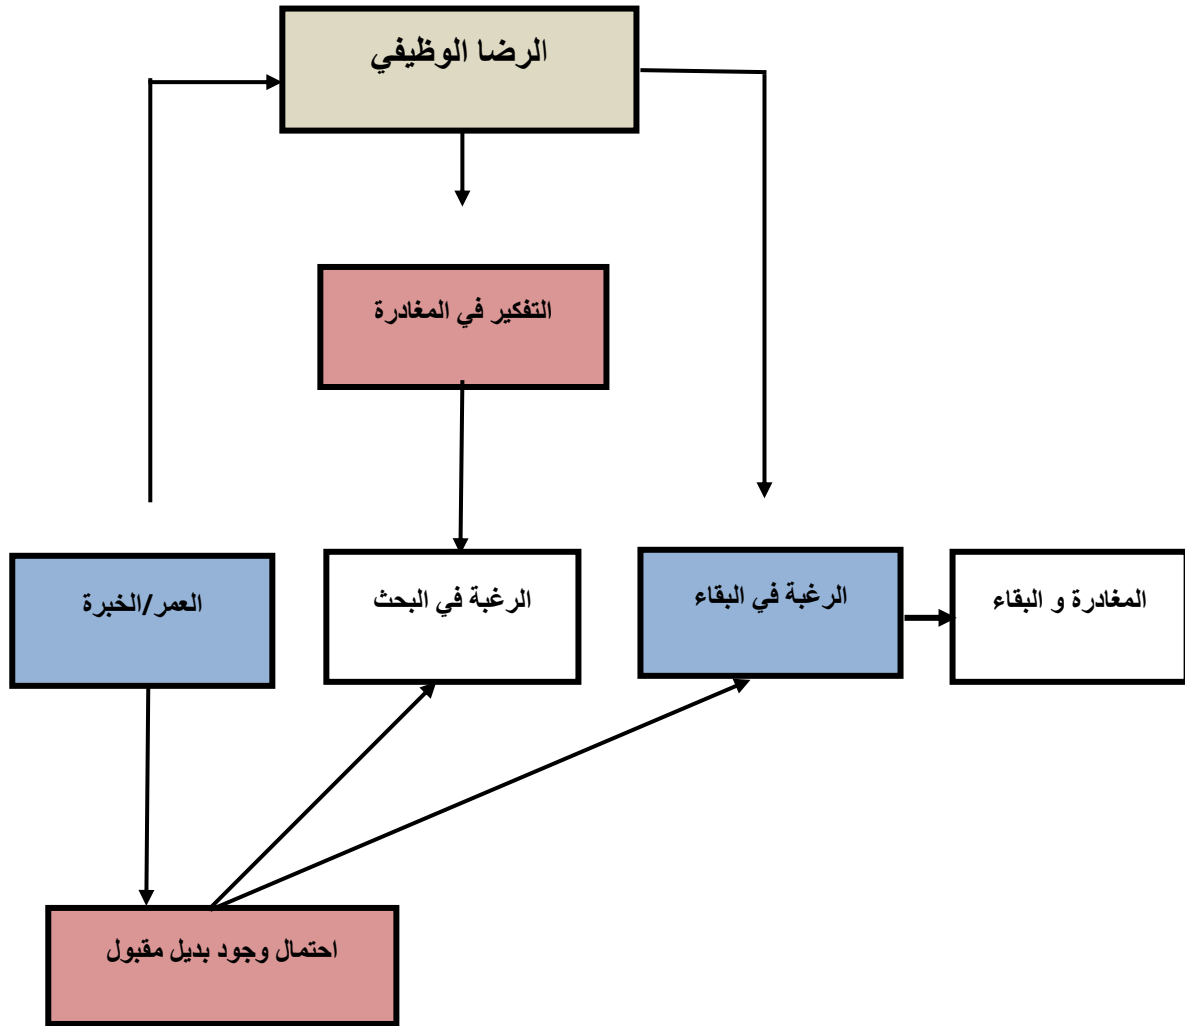 الرضا الوظيفي
التفكير في المغادرة
العمر/الخبرة
الرغبة في البحث
الرغبة في البقاء
المغادرة و البقاء
احتمال وجود بديل مقبول